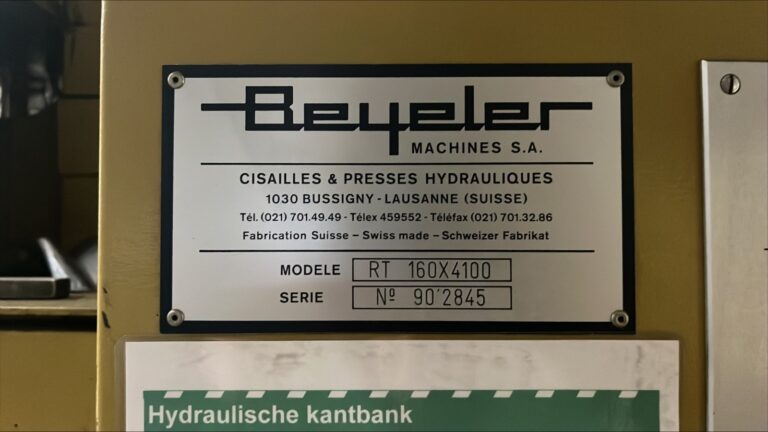 Beyeler
MACHINES S.A.
CISAILLES & PRESSES HYDRAULIQUES
1030 BUSSIGNY - LAUSANNE (SUISSE)
Tél. (021) 701.49.49 - Télex 459552 - Téléfax (021) 701.32.86
Fabrication Suisse – Swiss made – Schweizer Fabrikat
MODELE RT 160X4100
SERIE Nº 90'2845
Hydraulische kantbank